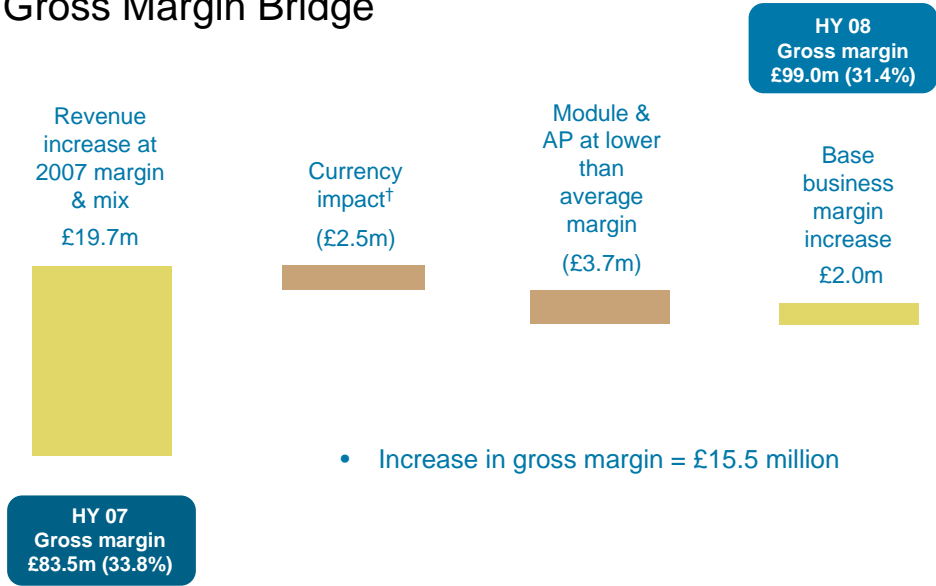 Gross Margin Bridge
HY 08
Gross margin
£99.0m (31.4%)
Revenue
increase at
2007 margin
& mix
£19.7m
Currency
impact†
(£2.5m)
Module &
AP at lower
than
average
margin
(£3.7m)
Base
business
margin
increase
£2.0m
• Increase in gross margin = £15.5 million
HY 07
Gross margin
£83.5m (33.8%)